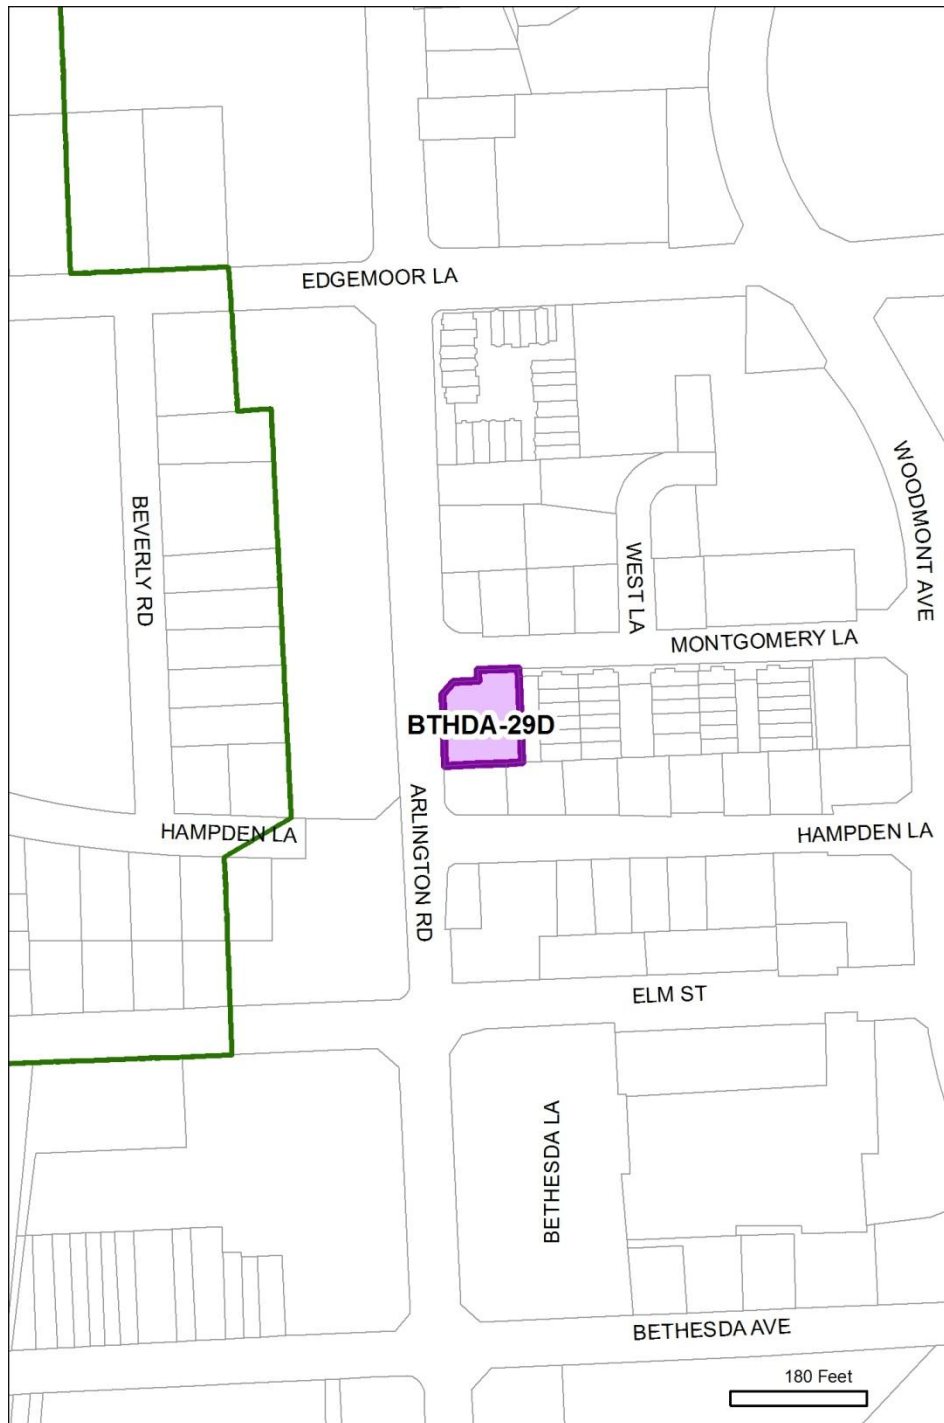 EDGEMOOR LA
WOODMONT AVE
BEVERLY RD
WEST LA
MONTGOMERY LA
BTHDA-29D
ARLINGTON RD
HAMPDEN LA
HAMPDEN LA
ELM ST
BETHESDA LA
BETHESDA AVE
180 Feet